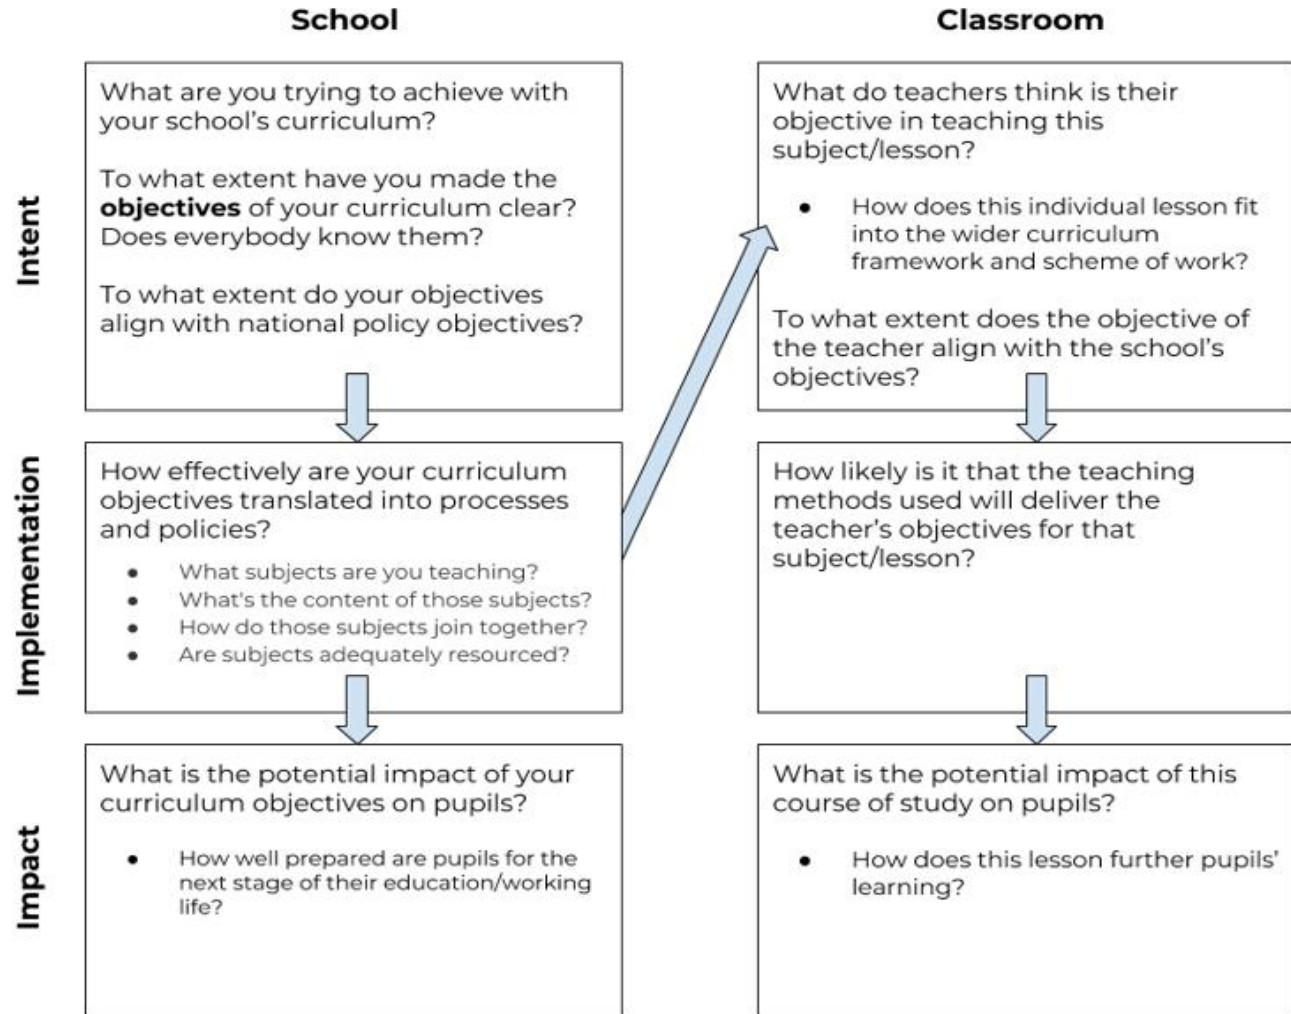 School
Classroom
Intent
What are you trying to achieve with
your school's curriculum?
To what extent have you made the
objectives of your curriculum clear?
Does everybody know them?
To what extent do your objectives
align with national policy objectives?
What do teachers think is their
objective in teaching this
subject/lesson?
● How does this individual lesson fit
into the wider curriculum
framework and scheme of work?
To what extent does the objective of
the teacher align with the school's
objectives?
Implementation
How effectively are your curriculum
objectives translated into processes
and policies?
● What subjects are you teaching?
● What's the content of those subjects?
● How do those subjects join together?
● Are subjects adequately resourced?
How likely is it that the teaching
methods used will deliver the
teacher's objectives for that
subject/lesson?
Impact
What is the potential impact of your
curriculum objectives on pupils?
● How well prepared are pupils for the
next stage of their education/working
life?
What is the potential impact of this
course of study on pupils?
● How does this lesson further pupils'
learning?